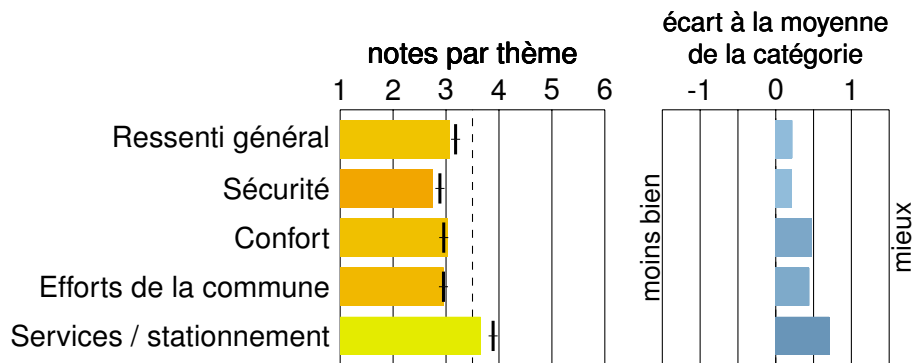 écart à la moyenne
notes par thème
de la catégorie
1 2 3 4 5 6
-1 0 1
Ressenti général
Sécurité
Confort
Efforts de la commune
Services / stationnement
moins bien
mieux